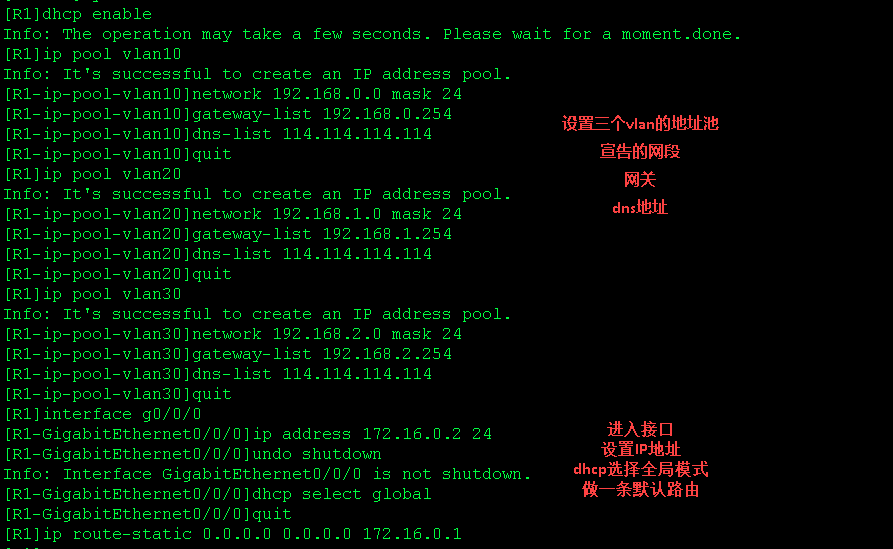 [R1]dhcp enable
Info: The operation may take a few seconds. Please wait for a moment.done.
[R1]ip pool vlan10
Info: It's successful to create an IP address pool.
[R1-ip-pool-vlan10]network 192.168.0.0 mask 24
[R1-ip-pool-vlan10]gateway-list 192.168.0.254
[R1-ip-pool-vlan10]dns-list 114.114.114.114
设置三个vlan的地址池
[R1-ip-pool-vlan10]quit
宣告的网段
[R1]ip pool vlan20
网关
Info: It's successful to create an IP address pool.
dns地址
[R1-ip-pool-vlan20]network 192.168.1.0 mask 24
[R1-ip-pool-vlan20]gateway-list 192.168.1.254
[R1-ip-pool-vlan20]dns-list 114.114.114.114
[R1-ip-pool-vlan20]quit
[R1]ip pool vlan30
Info: It's successful to create an IP address pool.
[R1-ip-pool-vlan30]network 192.168.2.0 mask 24
[R1-ip-pool-vlan30]gateway-list 192.168.2.254
[R1-ip-pool-vlan30]dns-list 114.114.114.114
[R1-ip-pool-vlan30]quit
[R1]interface g0/0/0
[R1-GigabitEthernet0/0/0]ip address 172.16.0.2 24
进入接口
[R1-GigabitEthernet0/0/0]undo shutdown
设置IP地址
Info: Interface GigabitEthernet0/0/0 is not shutdown.
dhcp选择全局模式
[R1-GigabitEthernet0/0/0]dhcp select global
做一条默认路由
[R1-GigabitEthernet0/0/0]quit
[R1]ip route-static 0.0.0.0 0.0.0.0 172.16.0.1